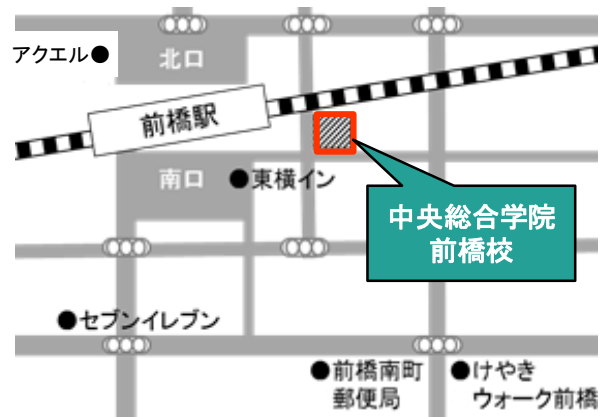 アクエル●
北口
前橋駅
南口
●東横イン
中央総合学院
前橋校
●セブンイレブン
●前橋南町
郵便局
●けやき
ウォーク前橋